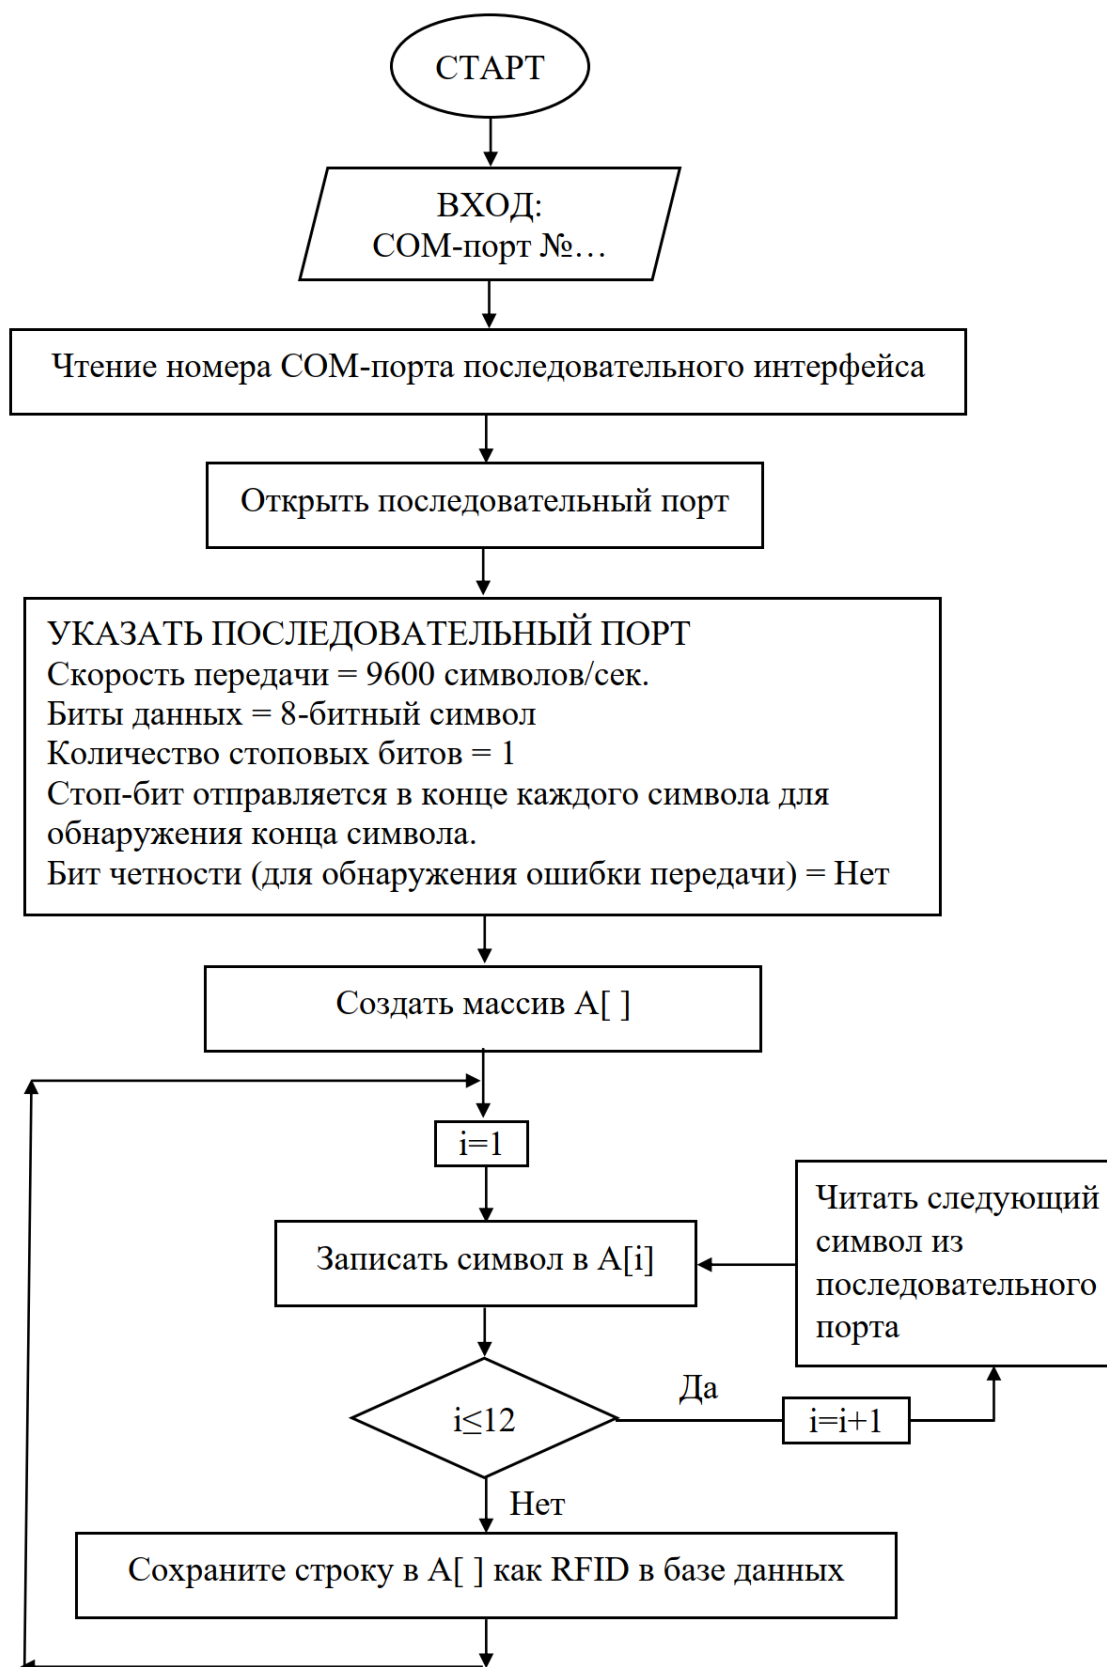 СТАРТ
ВХОД:
COM-порт №…
Чтение номера COM-порта последовательного интерфейса
Открыть последовательный порт
УКАЗАТЬ ПОСЛЕДОВАТЕЛЬНЫЙ ПОРТ
Скорость передачи = 9600 символов/сек.
Биты данных = 8-битный символ
Количество стоповых битов = 1
Стоп-бит отправляется в конце каждого символа для
обнаружения конца символа.
Бит четности (для обнаружения ошибки передачи) = Нет
Создать массив A[ ]
i=1
Читать следующий
символ из
последовательного
порта
Записать символ в A[i]
Да
i≤12
i=i+1
Нет
Сохраните строку в A[ ] как RFID в базе данных